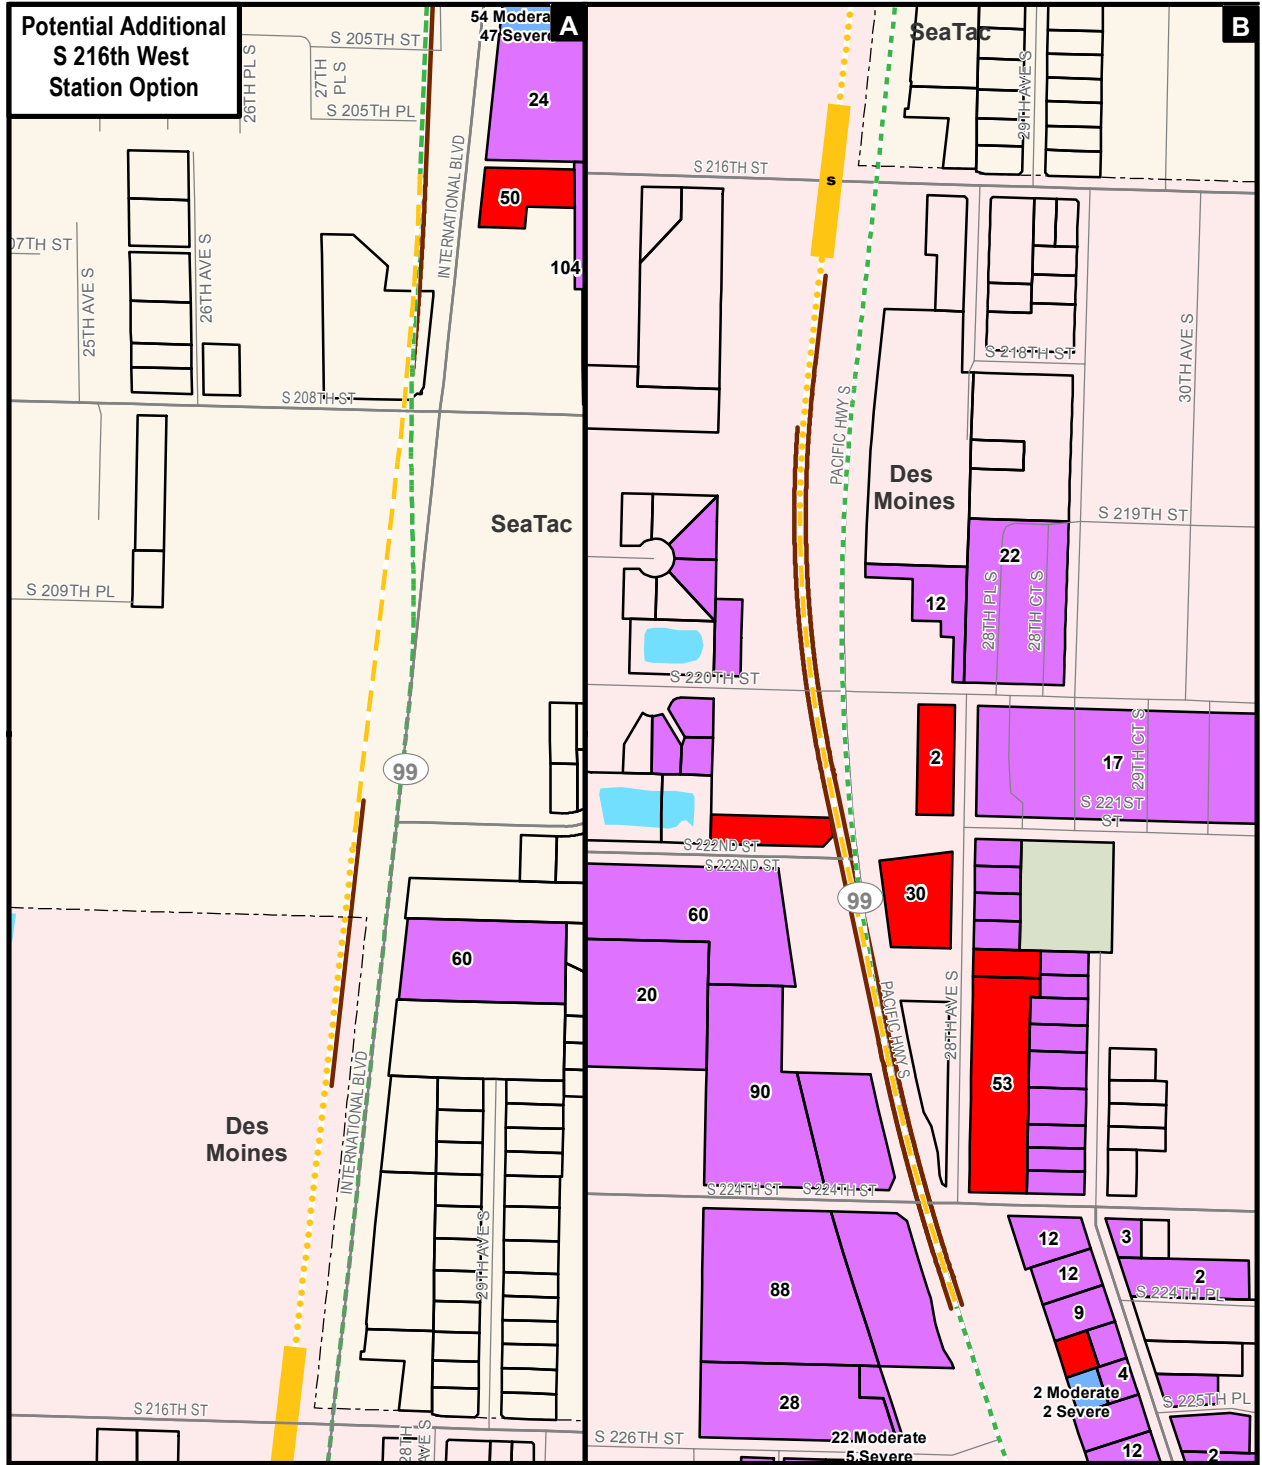 Potential Additional
S 216th West
Station Option
A
54 Modera
47 Severe
S 205TH ST
26TH PL S
27TH
PL S
S 205TH PL
24
INTERNATIONAL BLVD
50
07TH ST
104
25TH AVE S
26TH AVE S
S 208TH ST
SeaTac
S 209TH PL
99
60
INTERNATIONAL BLVD
Des
Moines
29TH AVE S
S 216TH ST
28TH
AVE S
B
SeaTac
29TH AVE S
S 216TH ST
s
S 218TH ST
30TH AVE S
PACIFIC HWY S
Des
Moines
S 219TH ST
22
28TH PL S
28TH CT S
12
S 220TH ST
2
17
29TH CT S
S 221ST
ST
S 222ND ST
S 222ND ST
99
30
60
20
PACIFIC HWY S
28TH AVE S
53
90
S 224TH ST
S 224TH ST
12
3
12
2
S 224TH PL
88
9
4
2 Moderate
2 Severe
S 225TH PL
28
S 226TH ST
22 Moderate
5 Severe
12
2